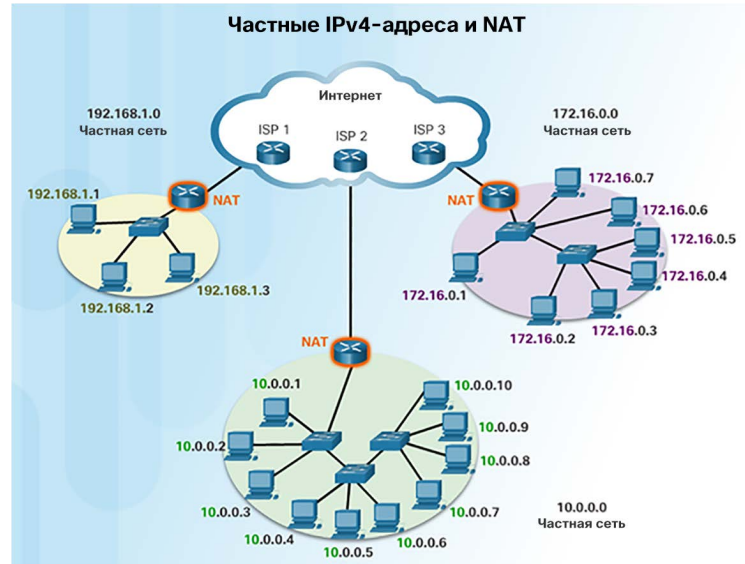 Частные IPv4-адреса и NAT
Интернет
192.168.1.0
Частная сеть
172.16.0.0
Частная сеть
ISP 1
ISP 2
ISP 3
NAT
192.168.1.1
192.168.1.2
192.168.1.3
NAT
172.16.0.7
172.16.0.6
172.16.0.5
172.16.0.4
172.16.0.3
172.16.0.2
172.16.0.1
NAT
10.0.0.1
10.0.0.2
10.0.0.3
10.0.0.4
10.0.0.5
10.0.0.6
10.0.0.7
10.0.0.8
10.0.0.9
10.0.0.10
10.0.0.0
Частная сеть